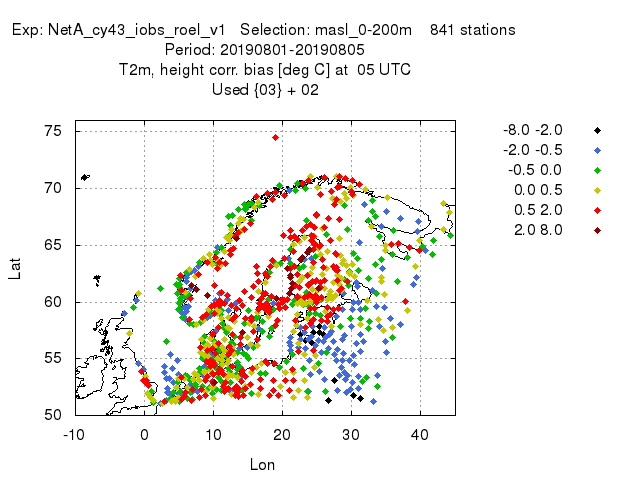 Exp: NetA_cy43_iobs_roel_v1 Selection: masl_0-200m 841 stations
Period: 20190801-20190805
T2m, height corr. bias [deg C] at 05 UTC
Used {03} + 02
-8.0 -2.0
-2.0 -0.5
-0.5 0.0
0.0 0.5
0.5 2.0
2.0 8.0
75
70
65
60
55
50
Lat
-10 0 10 20 30 40
Lon